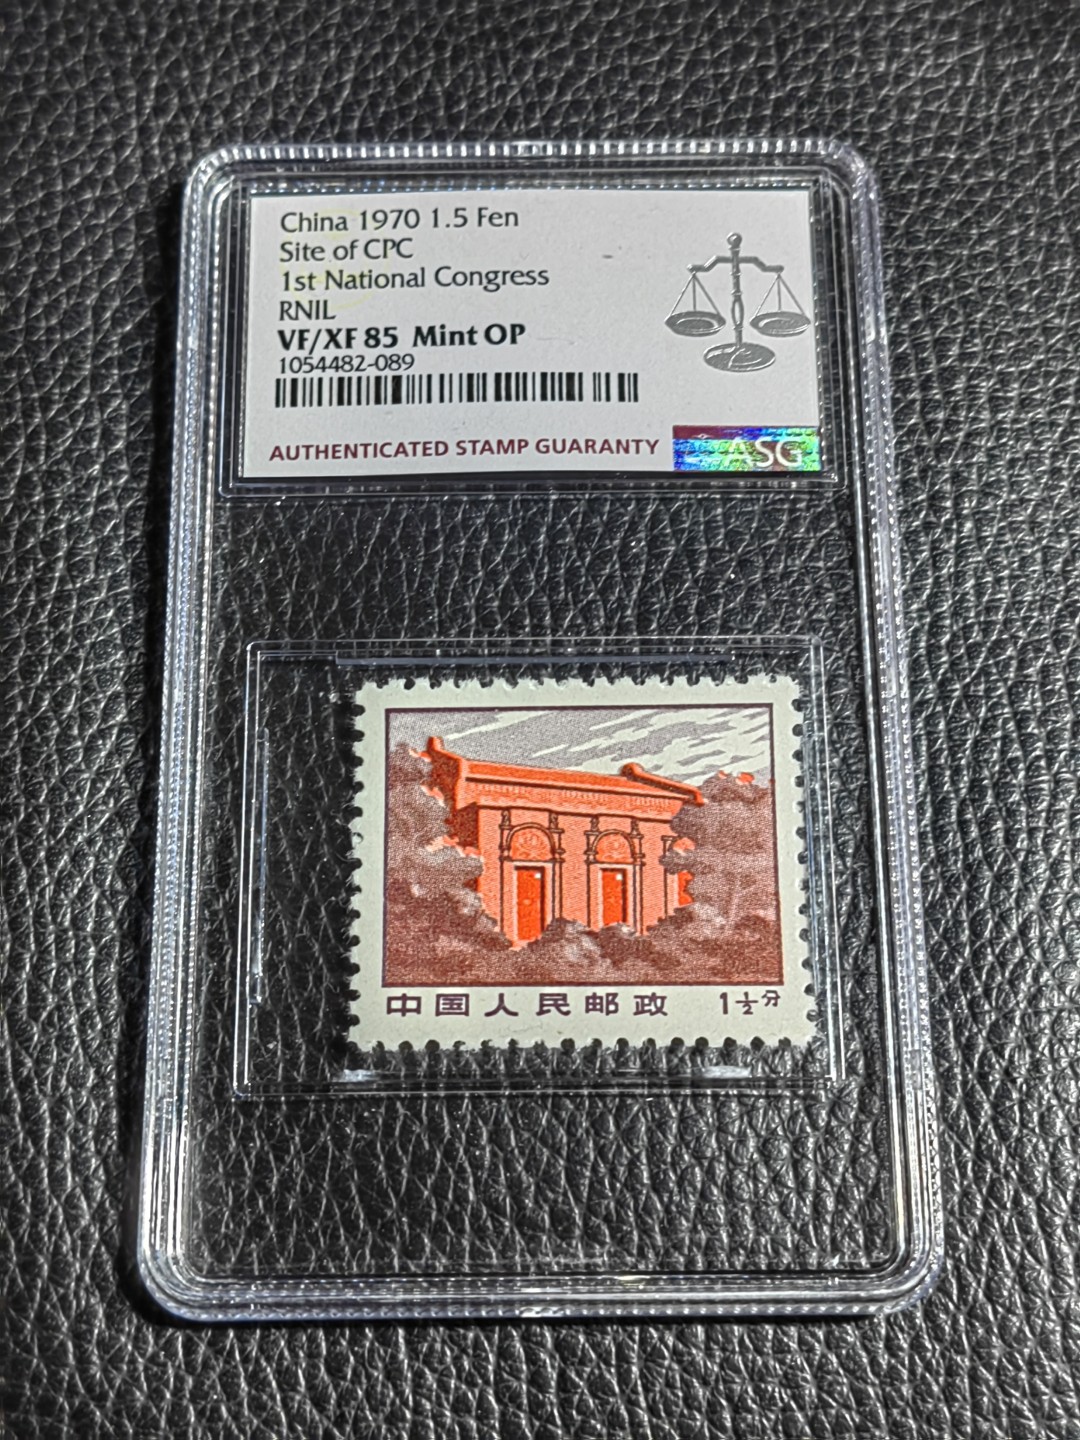 China 1970 1.5 Fen
Site of CPC
1st National Congress
RNIL
VF/XF 85 Mint OP
1054482-089
AUTHENTICATED STAMP GUARANTY
ASG
中国人民邮政 1½分